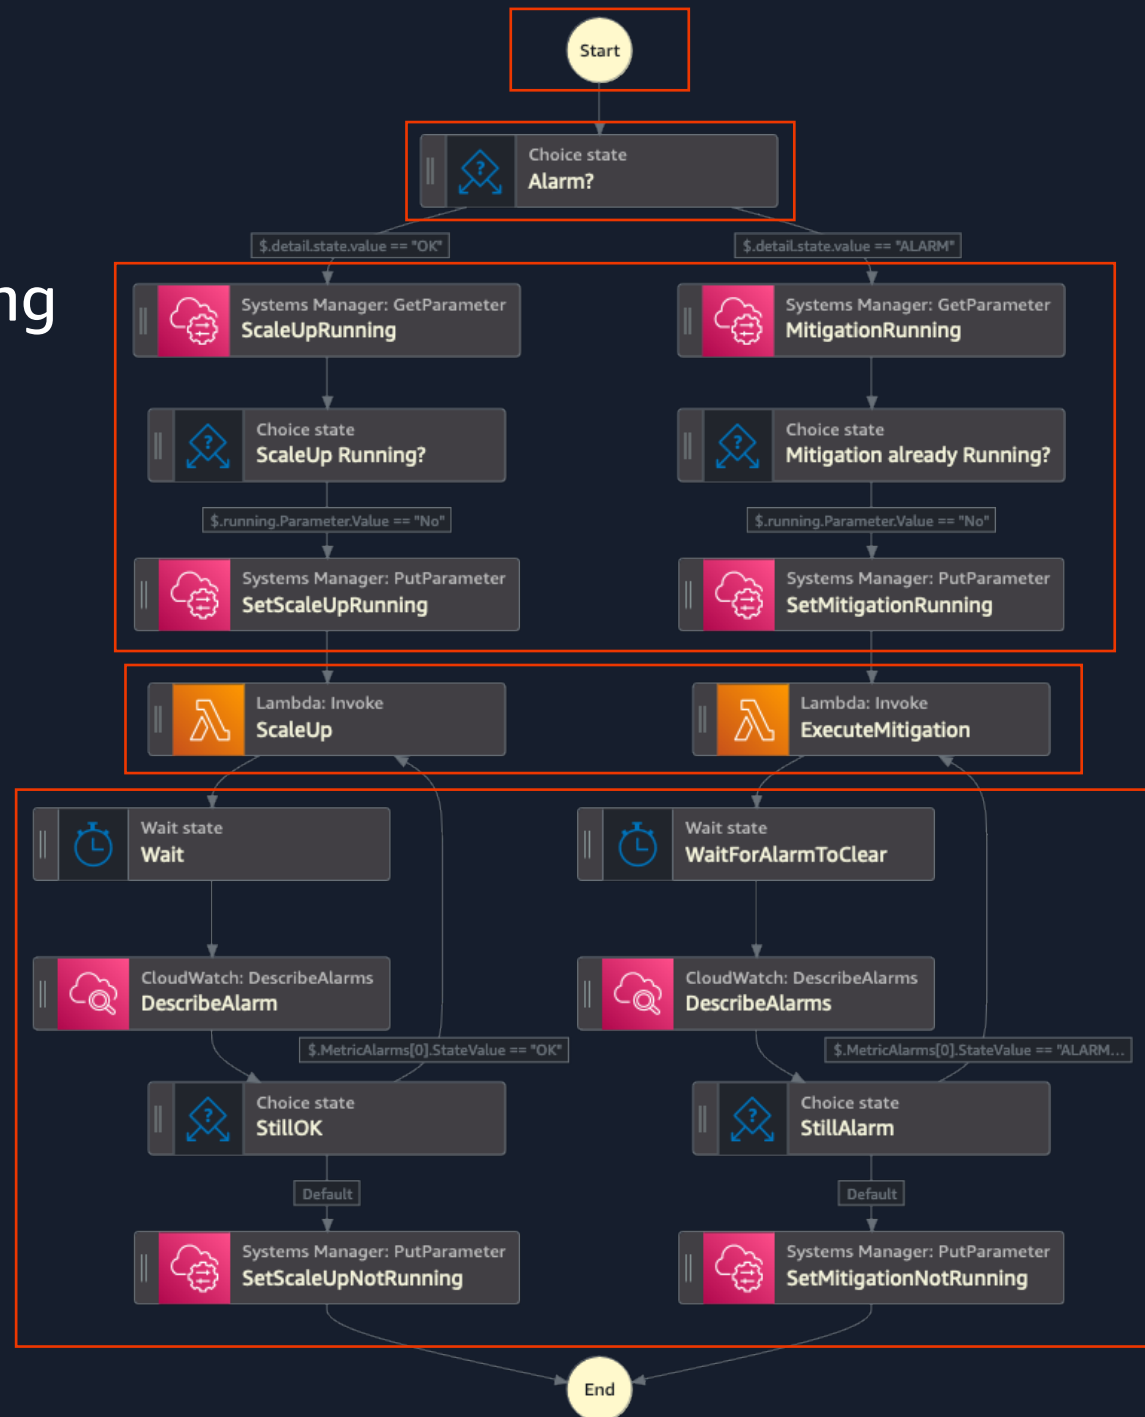 Start
Choice state
Alarm?
$.detail.state.value == "OK"
$.detail.state.value == "ALARM"
ng
Systems Manager: GetParameter
ScaleUpRunning
Systems Manager: GetParameter
MitigationRunning
Choice state
ScaleUp Running?
Choice state
Mitigation already Running?
$.running.Parameter.Value == "No"
$.running.Parameter.Value == "No"
Systems Manager: PutParameter
SetScaleUpRunning
Systems Manager: PutParameter
SetMitigationRunning
Lambda: Invoke
ScaleUp
Lambda: Invoke
ExecuteMitigation
Wait state
Wait
Wait state
WaitForAlarmToClear
CloudWatch: DescribeAlarms
DescribeAlarm
CloudWatch: DescribeAlarms
DescribeAlarms
$.MetricAlarms[0].StateValue == "OK"
$.MetricAlarms[0].StateValue == "ALARM...
Choice state
StillOK
Choice state
StillAlarm
Default
Default
Systems Manager: PutParameter
SetScaleUpNotRunning
Systems Manager: PutParameter
SetMitigationNotRunning
End